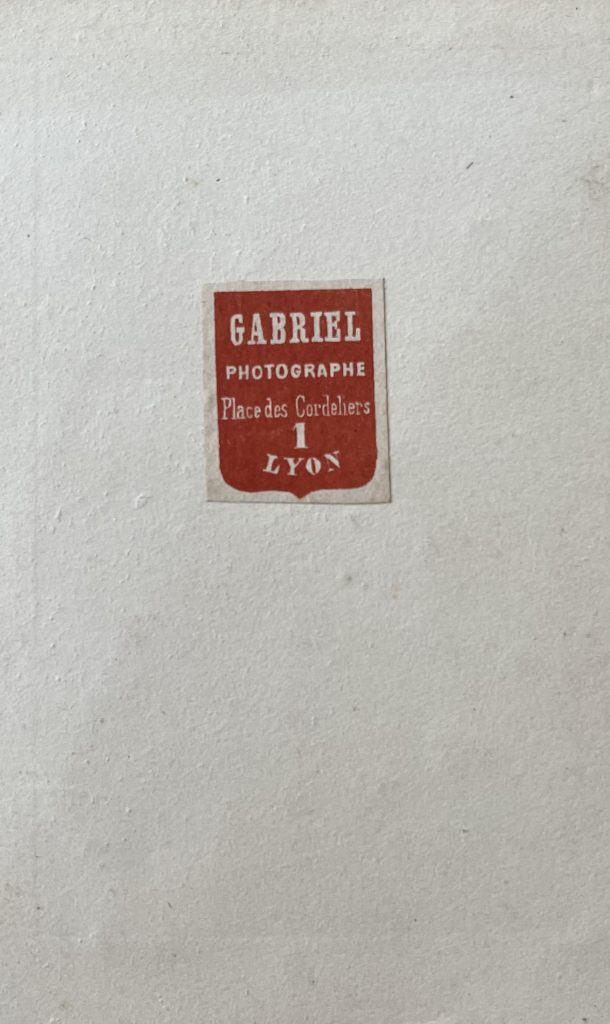 GABRIEL
PHOTOGRAPHE
Place des Cordeliers
1
LYON